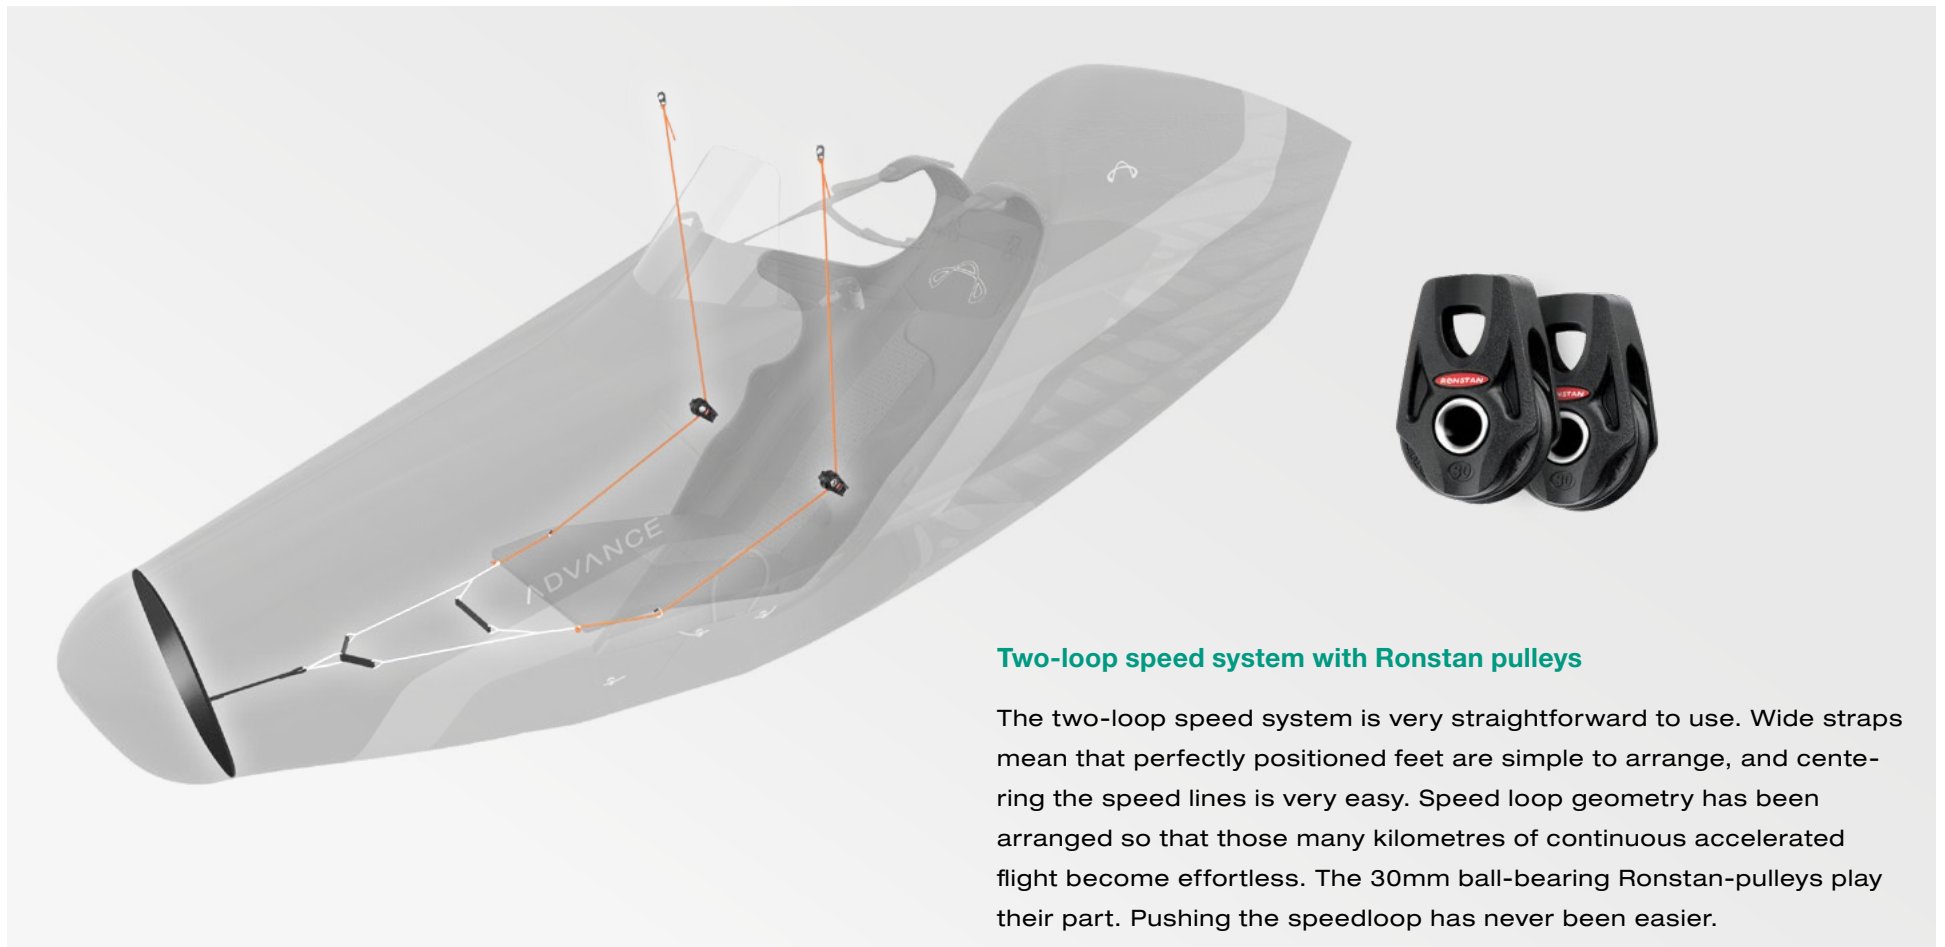 ADVANCE
RONSTAN
NSTAN
30
30
Two-loop speed system with Ronstan pulleys
The two-loop speed system is very straightforward to use. Wide straps
mean that perfectly positioned feet are simple to arrange, and cente-
ring the speed lines is very easy. Speed loop geometry has been
arranged so that those many kilometres of continuous accelerated
flight become effortless. The 30mm ball-bearing Ronstan-pulleys play
their part. Pushing the speedloop has never been easier.